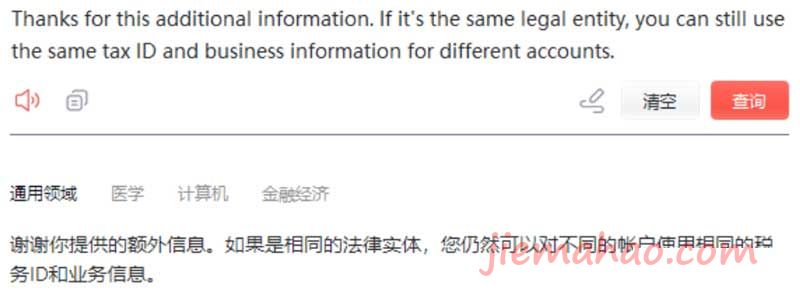 Thanks for this additional information. If it's the same legal entity, you can still use
the same tax ID and business information for different accounts.
清空
查询
通用领域 医学 计算机 金融经济
谢谢你提供的额外信息。如果是相同的法律实体，您仍然可以对不同的帐户使用相同的税
务ID和业务信息。
jiemahao.com